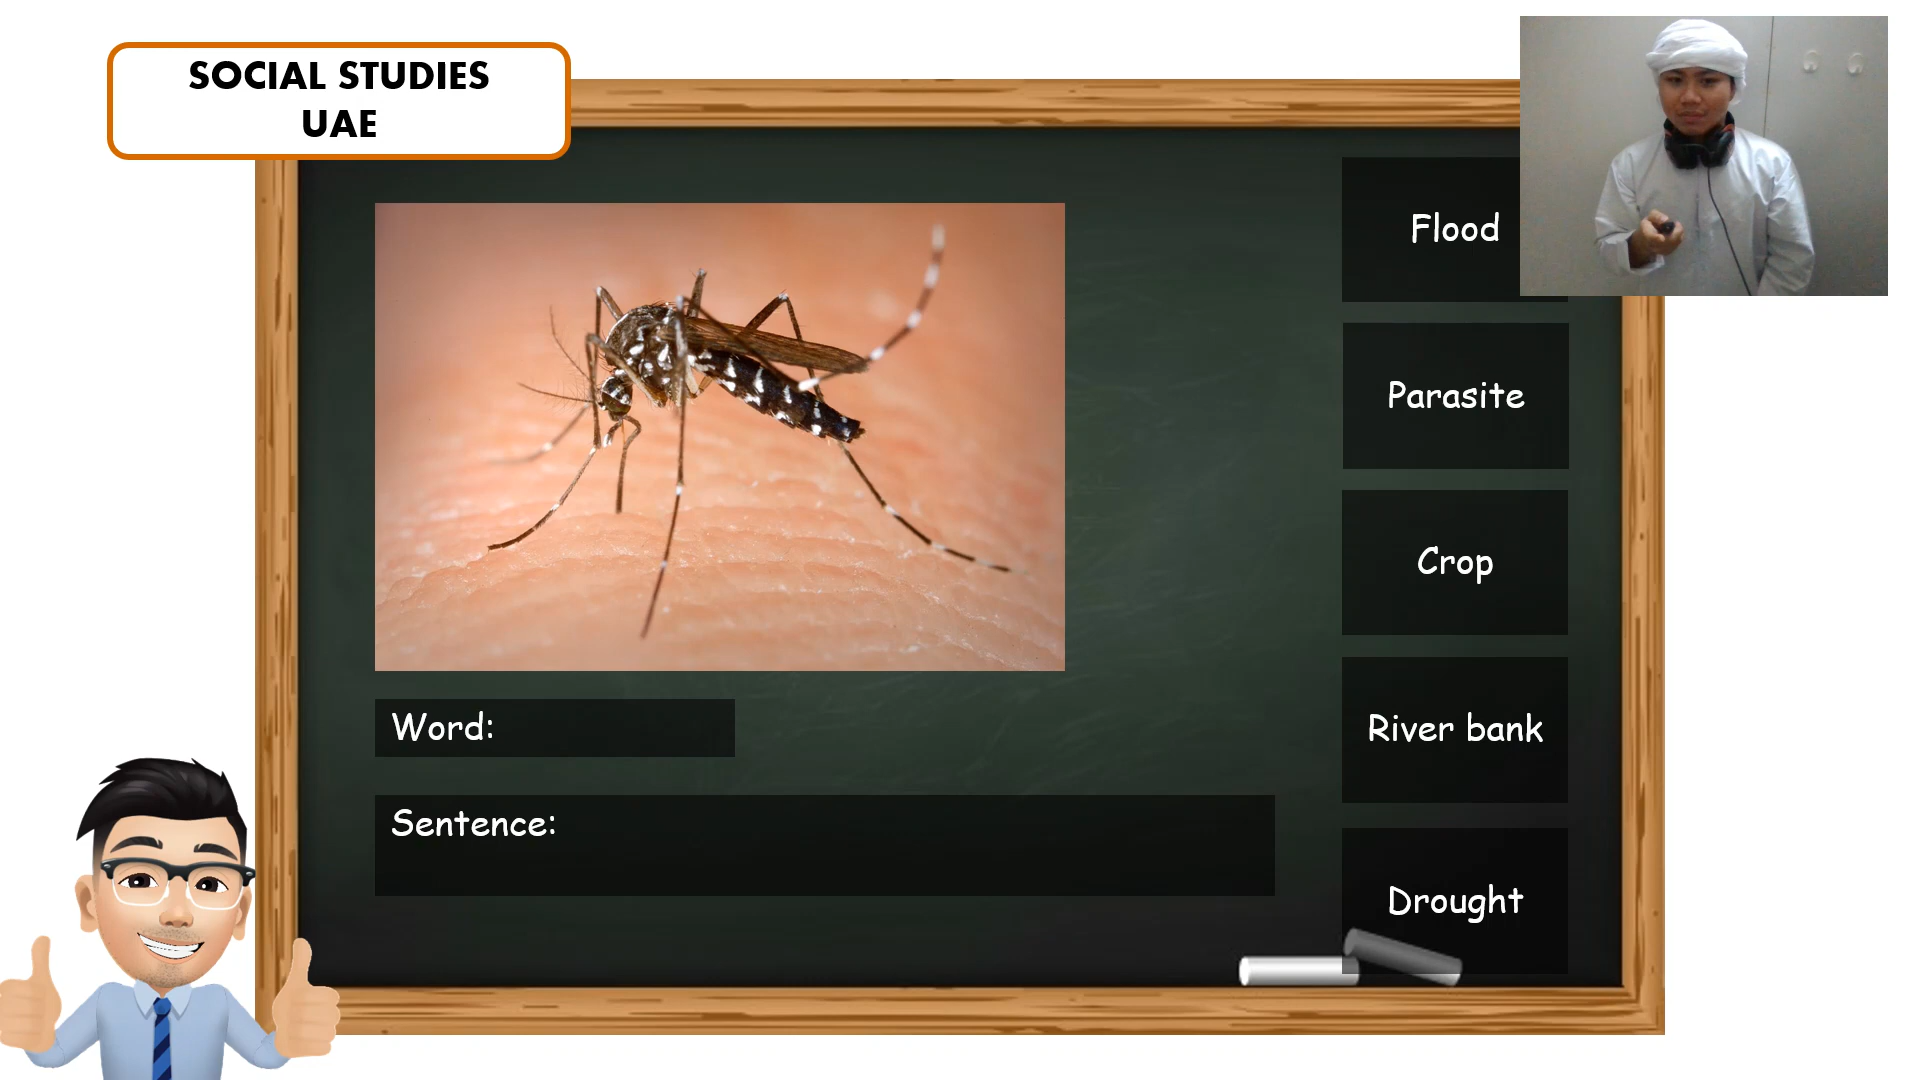 SOCIAL STUDIES
UAE
Flood
Parasite
Crop
River bank
Drought
Word:
Sentence: